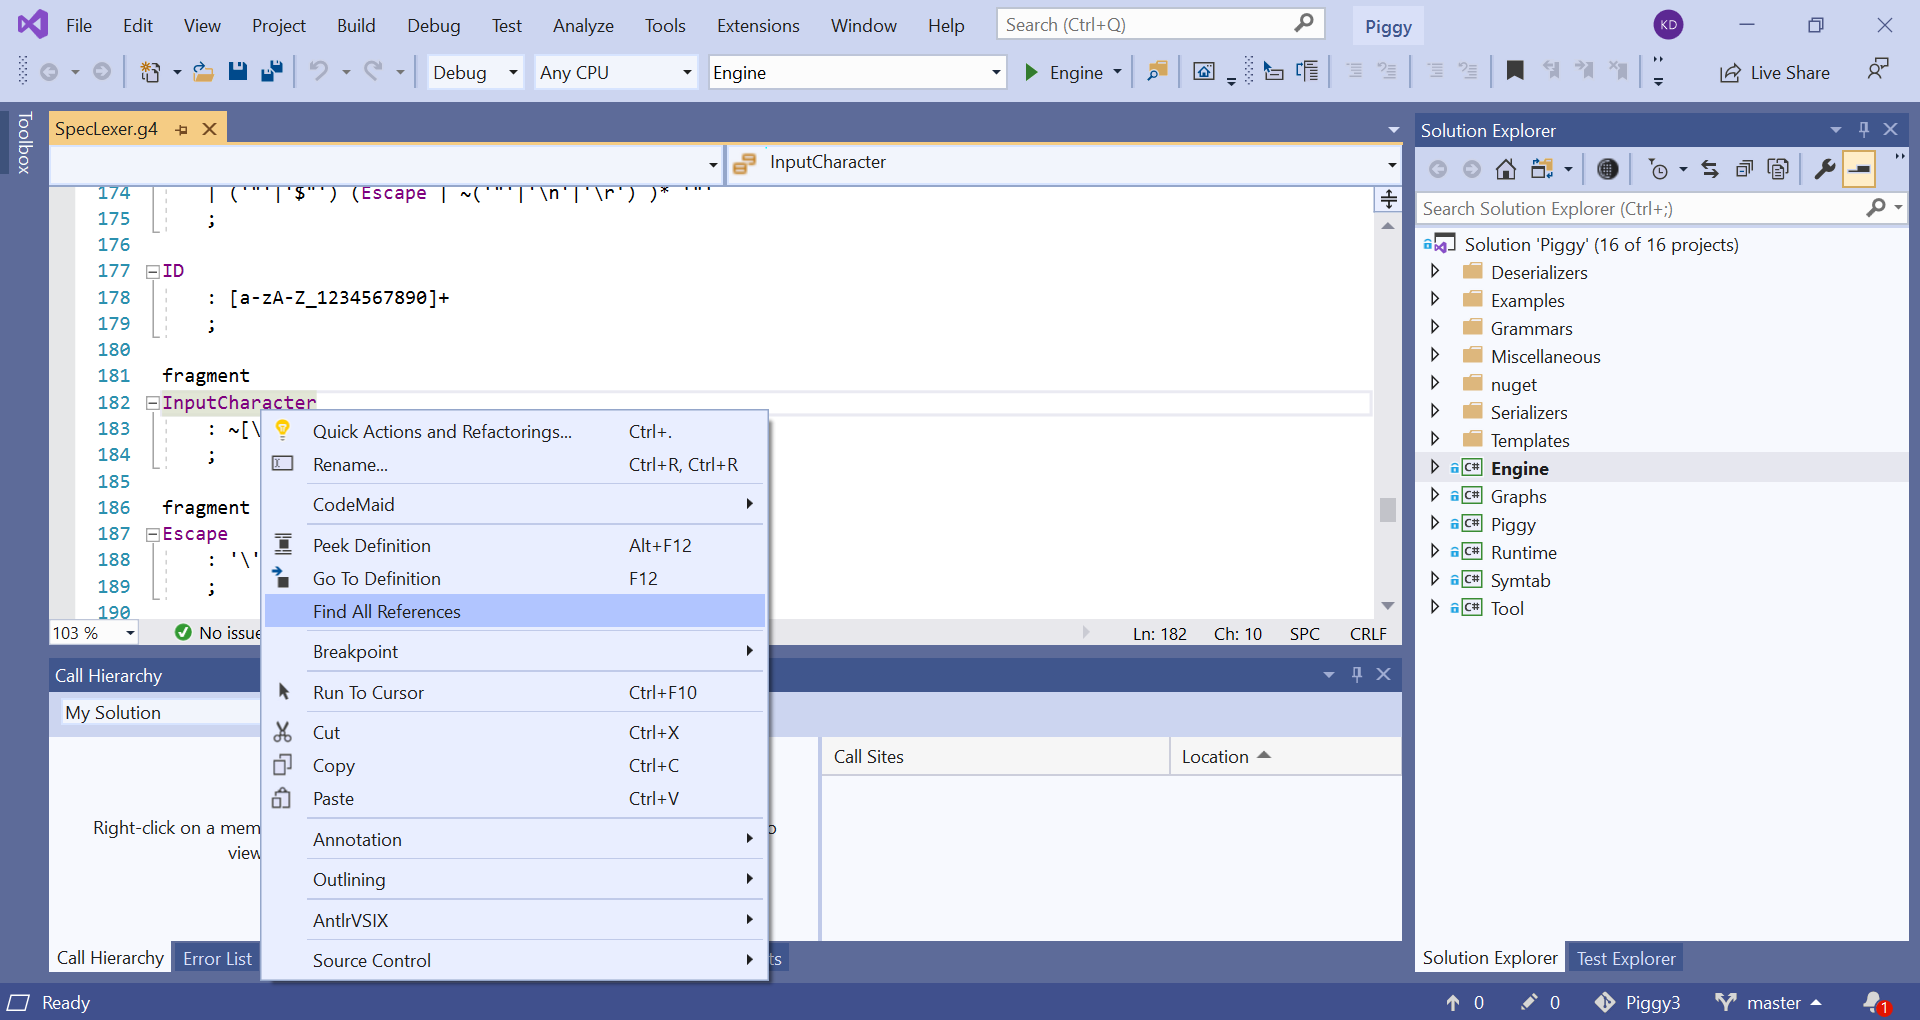 File Edit View Project Build Debug Test Analyze Tools Extensions Window Help Search (Ctrl+Q) Piggy KD
Debug Any CPU Engine Engine Live Share
Toolbox
SpecLexer.g4
InputCharacter
174 | ('"'|'$"') (Escape | ~('"'|'\n'|'\r') )* '"'
175 ;
176
177 ID
178 : [a-zA-Z_1234567890]+
179 ;
180
181 fragment
182 InputCharacter
183 : ~[\
184 ;
185
186 fragment
187 Escape
188 : '\'
189 ;
190
103 % No issue Ln: 182 Ch: 10 SPC CRLF
Quick Actions and Refactorings... Ctrl+.
Rename... Ctrl+R, Ctrl+R
CodeMaid
Peek Definition Alt+F12
Go To Definition F12
Find All References
Breakpoint
Run To Cursor Ctrl+F10
Cut Ctrl+X
Copy Ctrl+C
Paste Ctrl+V
Annotation
Outlining
AntlrVSIX
Source Control
Call Hierarchy
My Solution
Call Sites Location
Right-click on a mem
view
Call Hierarchy Error List ts
Solution Explorer
Search Solution Explorer (Ctrl+;)
Solution 'Piggy' (16 of 16 projects)
Deserializers
Examples
Grammars
Miscellaneous
nuget
Serializers
Templates
C# Engine
C# Graphs
C# Piggy
C# Runtime
C# Symtab
C# Tool
Solution Explorer Test Explorer
Ready 0 0 Piggy3 master 1